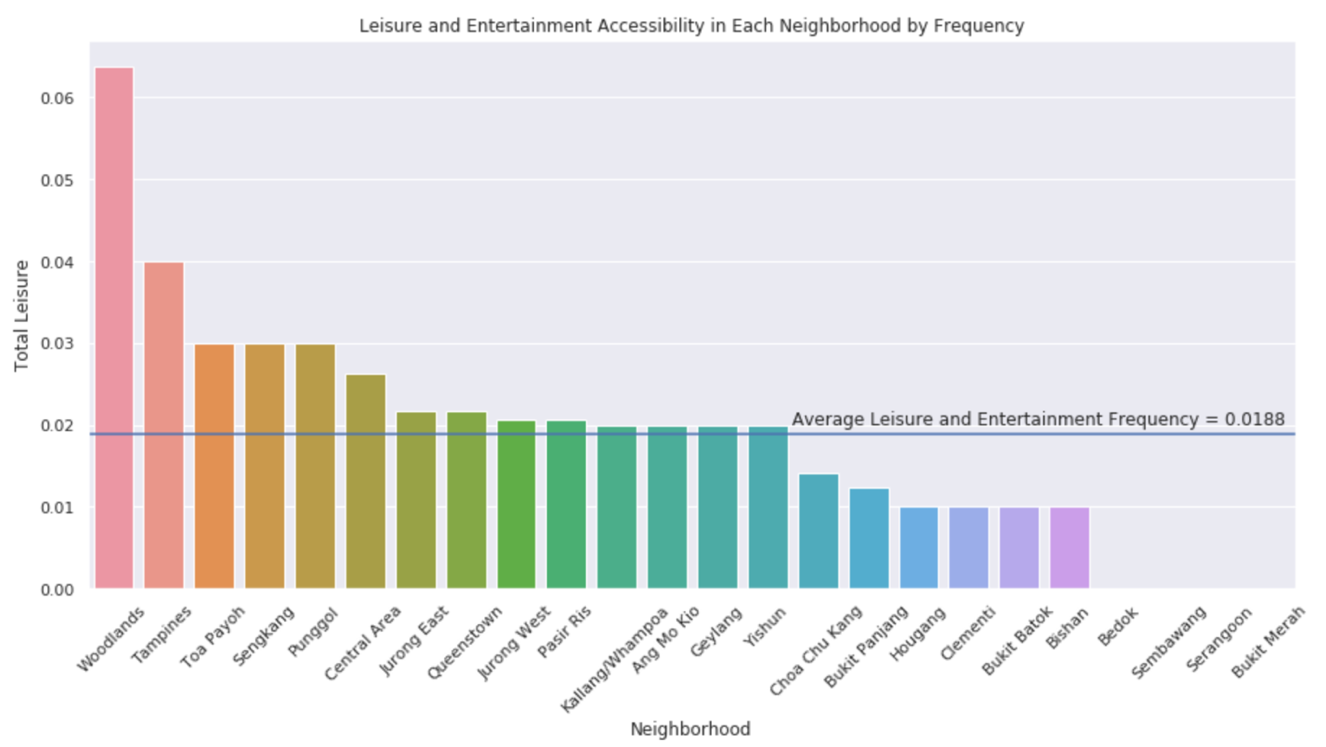 Leisure and Entertainment Accessibility in Each Neighborhood by Frequency
Total Leisure
0.06
0.05
0.04
0.03
0.02
0.01
0.00
Average Leisure and Entertainment Frequency = 0.0188
Woodlands
Tampines
Toa Payoh
Sengkang
Punggol
Central Area
Jurong East
Queenstown
Jurong West
Pasir Ris
Kallang/Whampoa
Ang Mo Kio
Geylang
Yishun
Choa Chu Kang
Bukit Panjang
Hougang
Clementi
Bukit Batok
Bishan
Bedok
Sembawang
Serangoon
Bukit Merah
Neighborhood